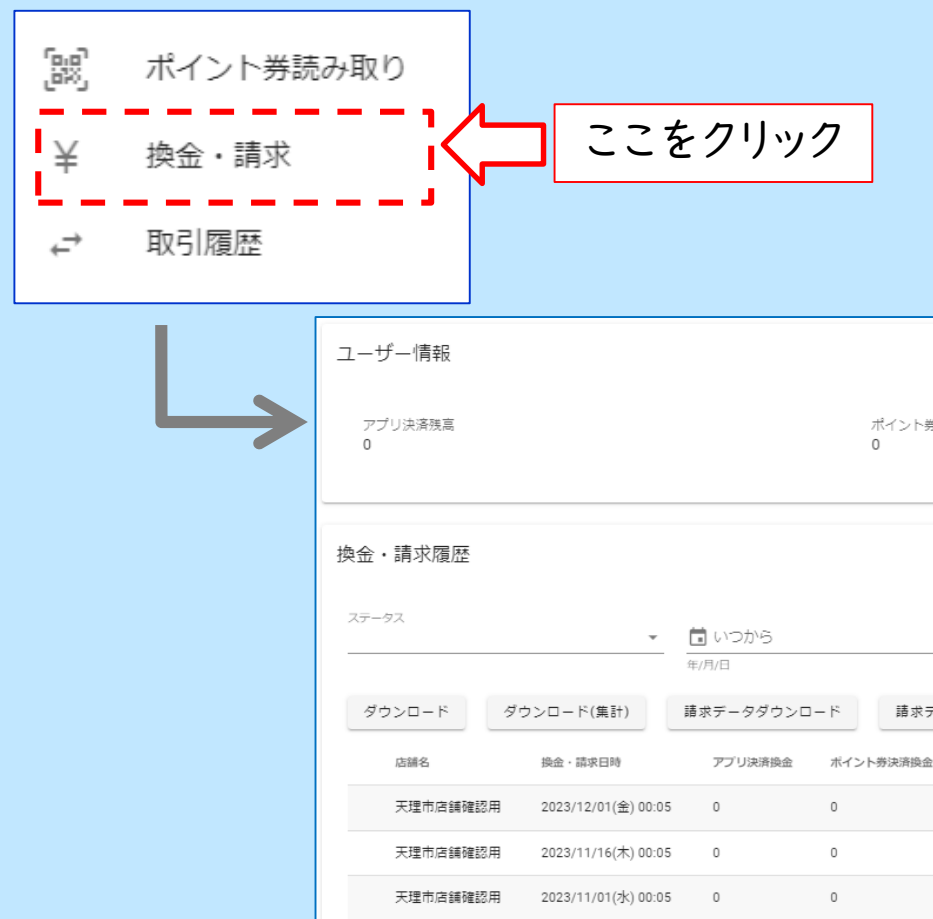 ポイント券読み取り
換金・請求
ここをクリック
取引履歴
ユーザー情報
アプリ決済残高
ポイント券
0
0
換金・請求履歴
ステータス
いつから
年/月/日
ダウンロード
ダウンロード(集計)
請求データダウンロード
請求デ
店舗名 換金・請求日時 アプリ決済換金 ポイント券決済換金
天理市店舗確認用 2023/12/01(金) 00:05 0 0
天理市店舗確認用 2023/11/16(木) 00:05 0 0
天理市店舗確認用 2023/11/01(水) 00:05 0 0